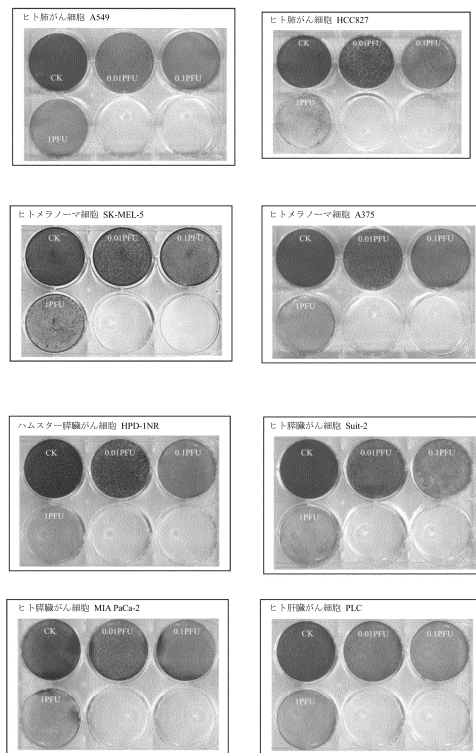 ヒト肺がん細胞 A549
CK
0.01PFU
0.1PFU
1PFU
ヒト肺がん細胞 HCC827
CK
0.01PFU
0.1PFU
1PFU
ヒトメラノーマ細胞 SK-MEL-5
CK
0.01PFU
0.1PFU
1PFU
ヒトメラノーマ細胞 A375
CK
0.01PFU
0.1PFU
1PFU
ハムスター膵臓がん細胞 HPD-1NR
CK
0.01PFU
0.1PFU
1PFU
ヒト膵臓がん細胞 Suit-2
CK
0.01PFU
0.1PFU
1PFU
ヒト膵臓がん細胞 MIA PaCa-2
CK
0.01PFU
0.1PFU
1PFU
ヒト肝臓がん細胞 PLC
CK
0.01PFU
0.1PFU
1PFU